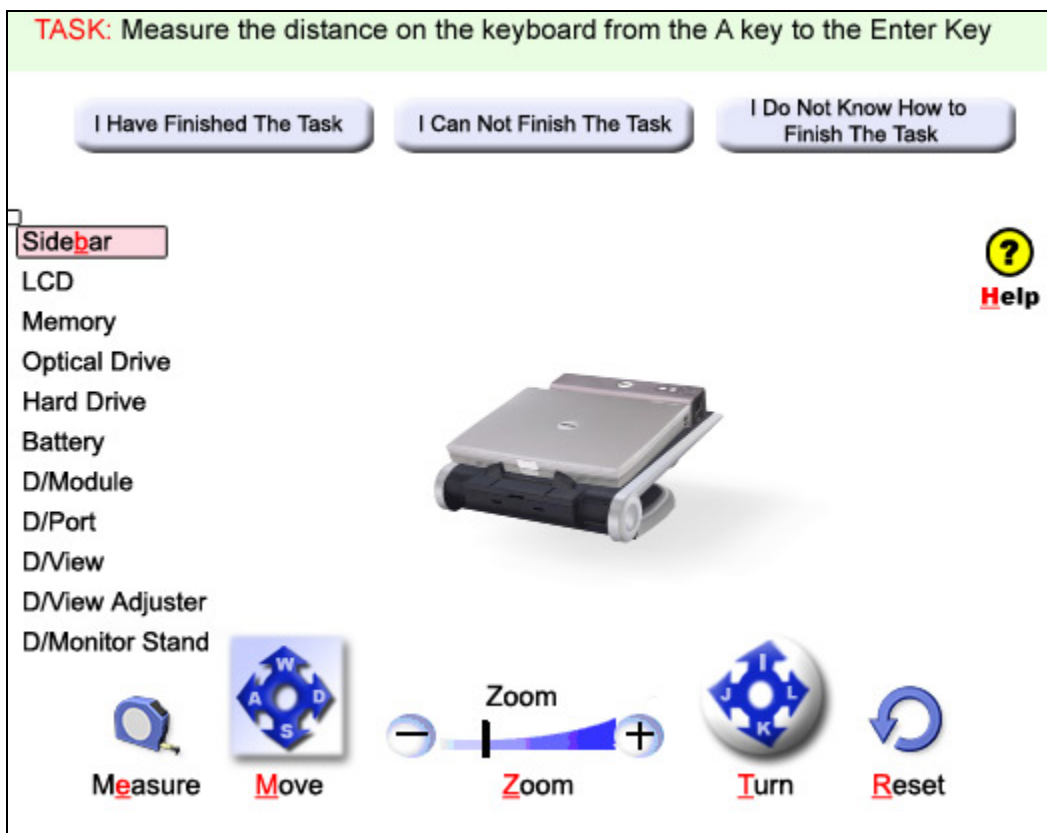 TASK: Measure the distance on the keyboard from the A key to the Enter Key
I Have Finished The Task
I Can Not Finish The Task
I Do Not Know How to
Finish The Task
Sidebar
LCD
Memory
Optical Drive
Hard Drive
Battery
D/Module
D/Port
D/View
D/View Adjuster
D/Monitor Stand
?
Help
W
A D
S
Zoom
− +
I
J L
K
Measure
Move
Zoom
Turn
Reset